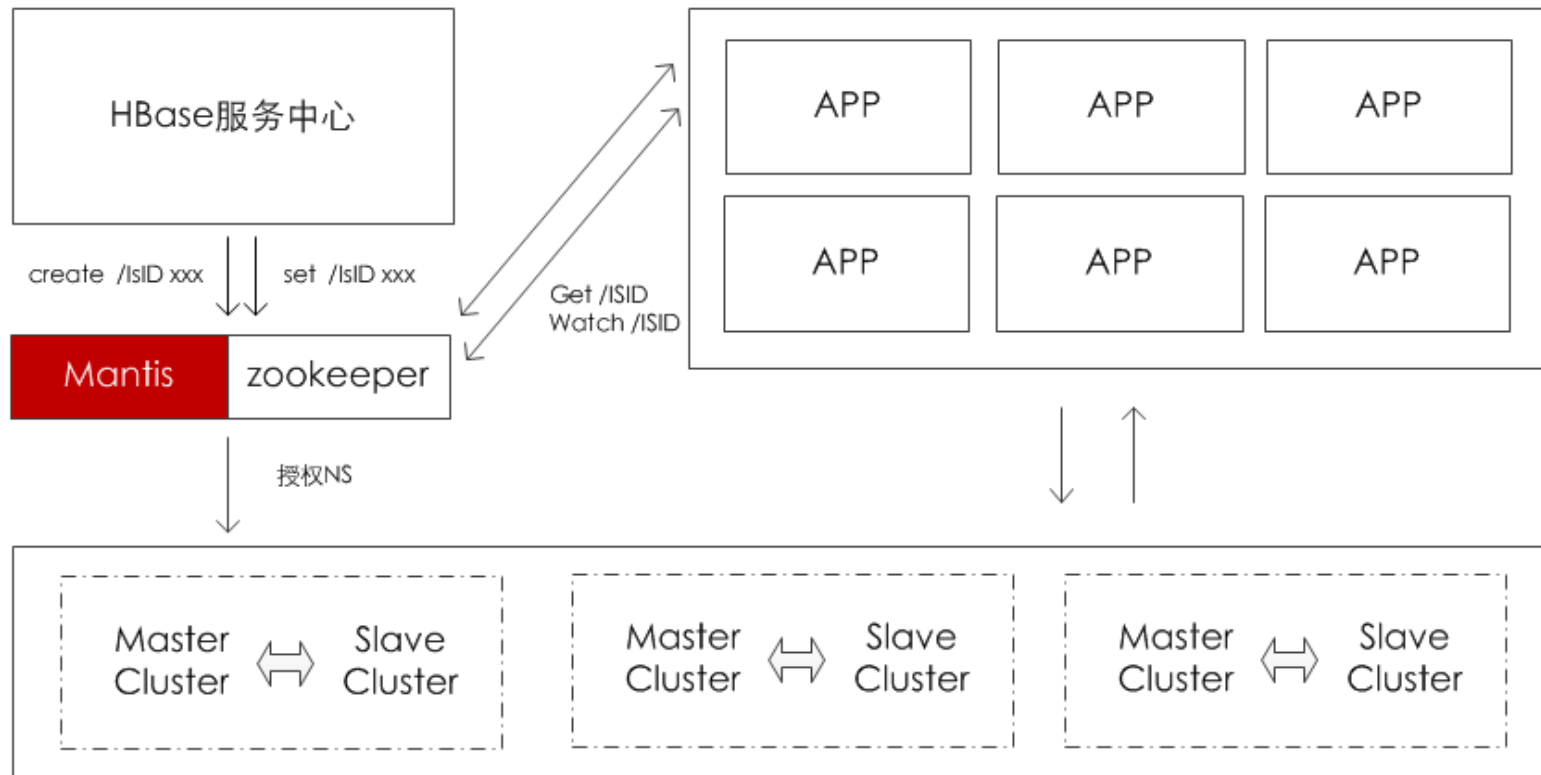 HBase服务中心
APP
APP
APP
APP
APP
APP
create /IsID xxx
set /IsID xxx
Get /ISID
Watch /ISID
Mantis
zookeeper
授权NS
Master
Cluster
Slave
Cluster
Master
Cluster
Slave
Cluster
Master
Cluster
Slave
Cluster